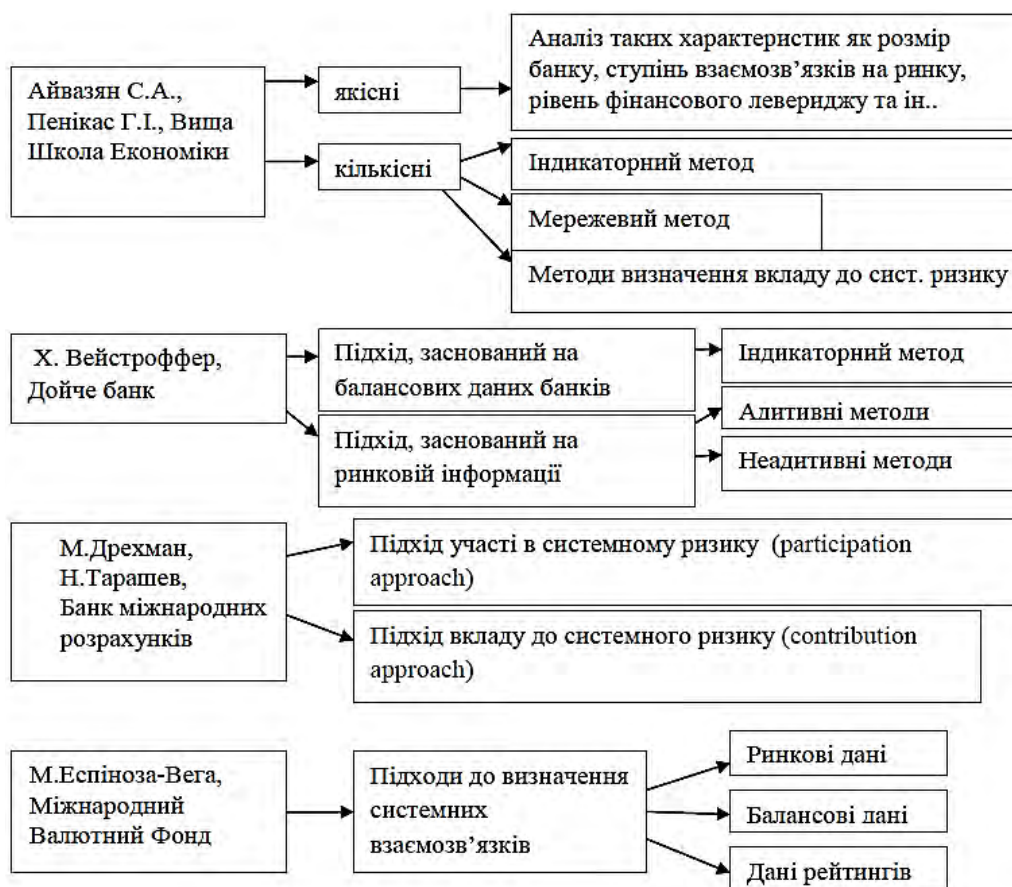 Айвазян С.А.,
Пенікас Г.І., Вища
Школа Економіки
якісні
Аналіз таких характеристик як розмір
банку, ступінь взаємозв’язків на ринку,
рівень фінансового левериджу та ін..
кількісні
Індикаторний метод
Мережевий метод
Методи визначення вкладу до сист. ризику
Х. Вейстроффер,
Дойче банк
Підхід, заснований на
балансових даних банків
Індикаторний метод
Підхід, заснований на
ринковій інформації
Адитивні методи
Неадитивні методи
М.Дрехман,
Н.Тарашев,
Банк міжнародних
розрахунків
Підхід участі в системному ризику (participation
approach)
Підхід вкладу до системного ризику (contribution
approach)
М.Еспіноза-Вега,
Міжнародний
Валютний Фонд
Підходи до визначення
системних
взаємозв’язків
Ринкові дані
Балансові дані
Дані рейтингів